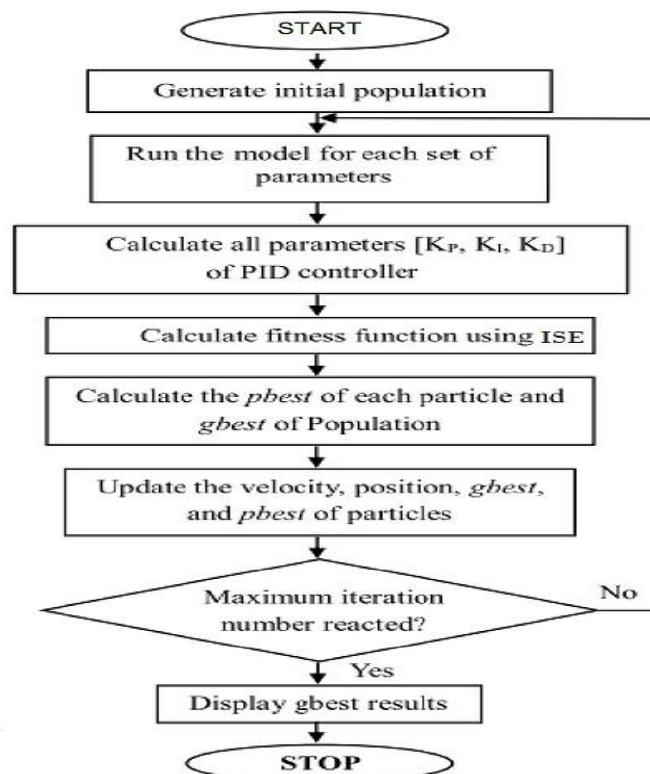 START
Generate initial population
Run the model for each set of
parameters
Calculate all parameters [KP, KI, KD]
of PID controller
Calculate fitness function using ISE
Calculate the pbest of each particle and
gbest of Population
Update the velocity, position, gbest,
and pbest of particles
Maximum iteration
number reacted?
No
Yes
Display gbest results
STOP